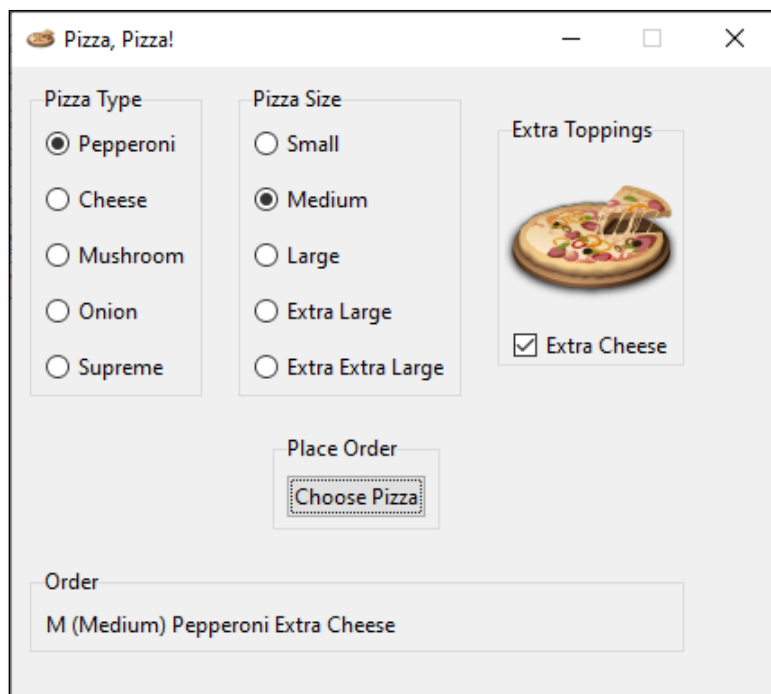 Pizza, Pizza!
Pizza Type
Pepperoni
Cheese
Mushroom
Onion
Supreme
Pizza Size
Small
Medium
Large
Extra Large
Extra Extra Large
Extra Toppings
Extra Cheese
Place Order
Choose Pizza
Order
M (Medium) Pepperoni Extra Cheese